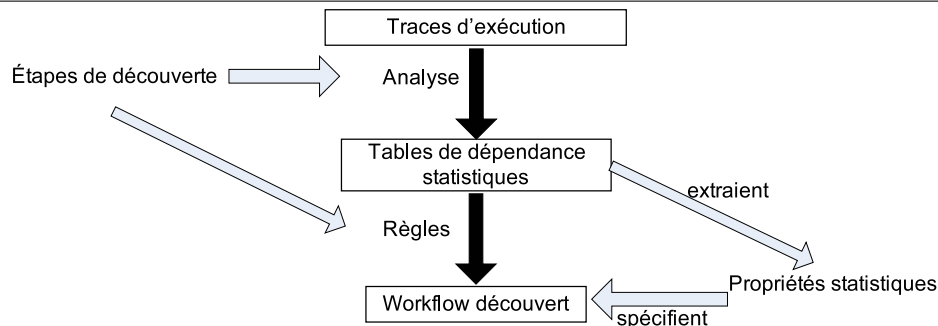 Traces d'exécution
Étapes de découverte
Analyse
Tables de dépendance
statistiques
extraient
Règles
Propriétés statistiques
Workflow découvert
spécifient